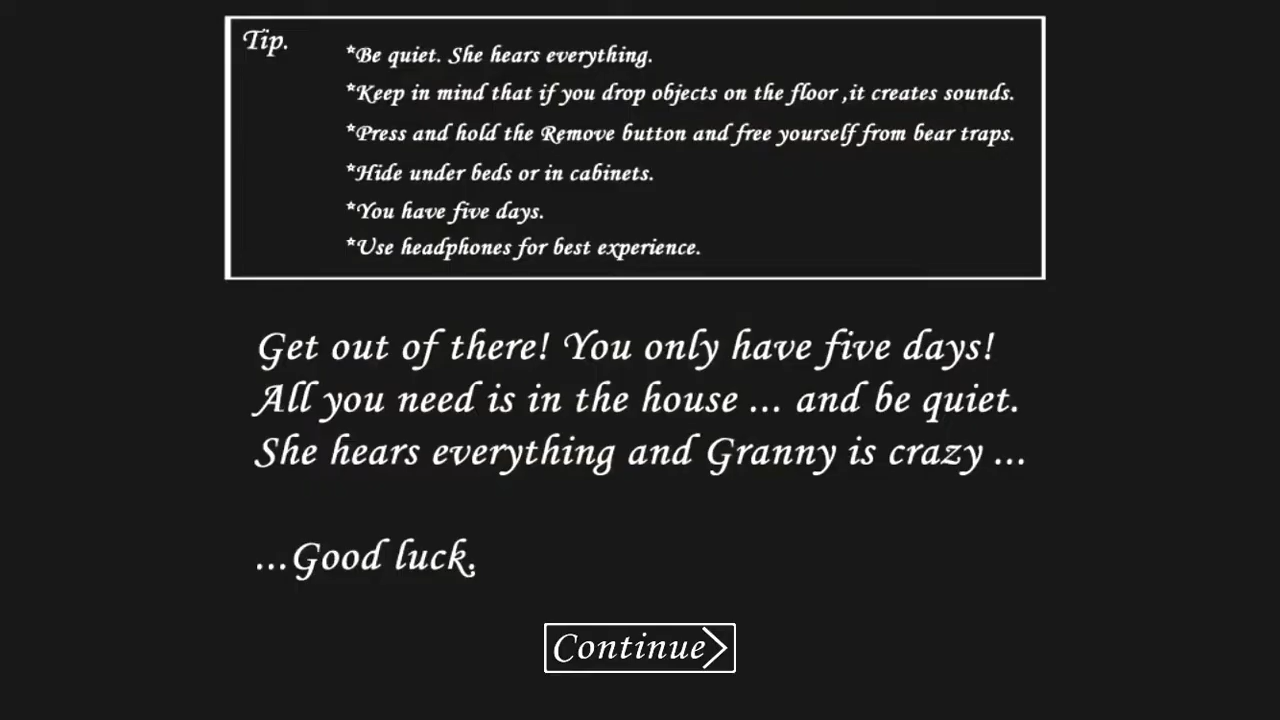 Tip.
*Be quiet. She hears everything.
*Keep in mind that if you drop objects on the floor ,it creates sounds.
*Press and hold the Remove button and free yourself from bear traps.
*Hide under beds or in cabinets.
*You have five days.
*Use headphones for best experience.
Get out of there! You only have five days!
All you need is in the house ... and be quiet.
She hears everything and Granny is crazy ...
...Good luck.
Continue>